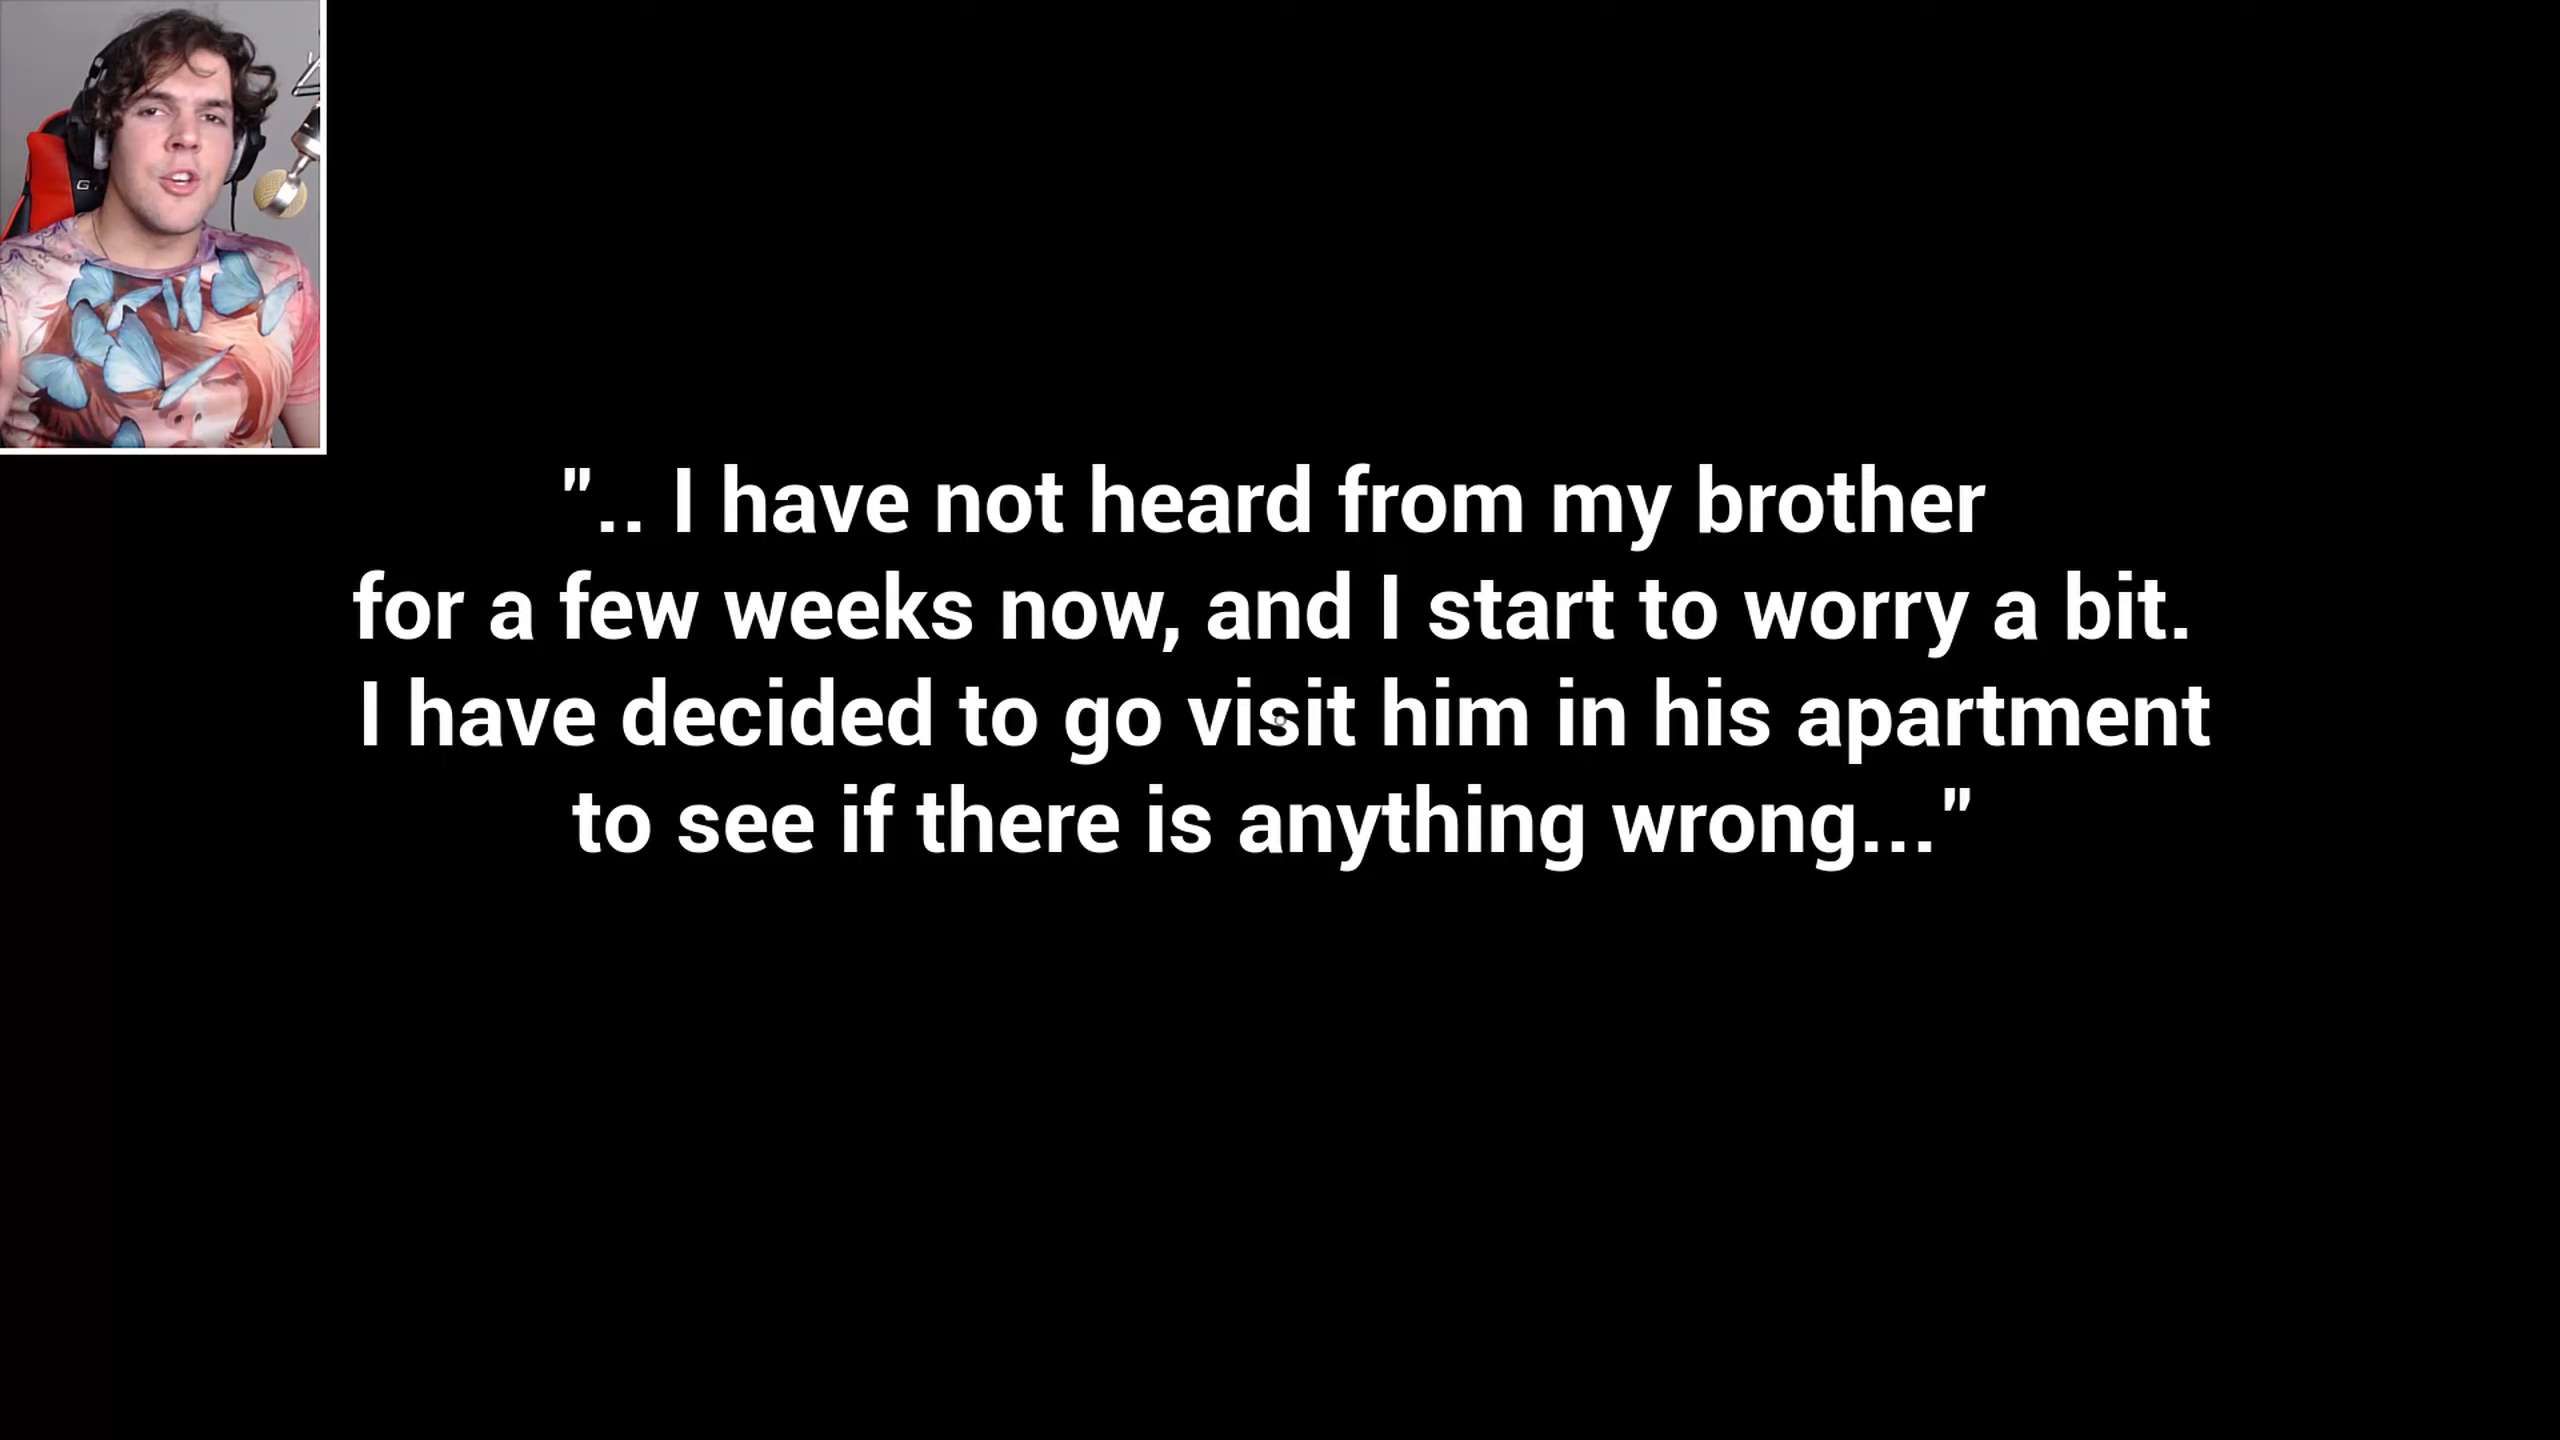 ".. I have not heard from my brother
for a few weeks now, and I start to worry a bit.
I have decided to go visit him in his apartment
to see if there is anything wrong..."